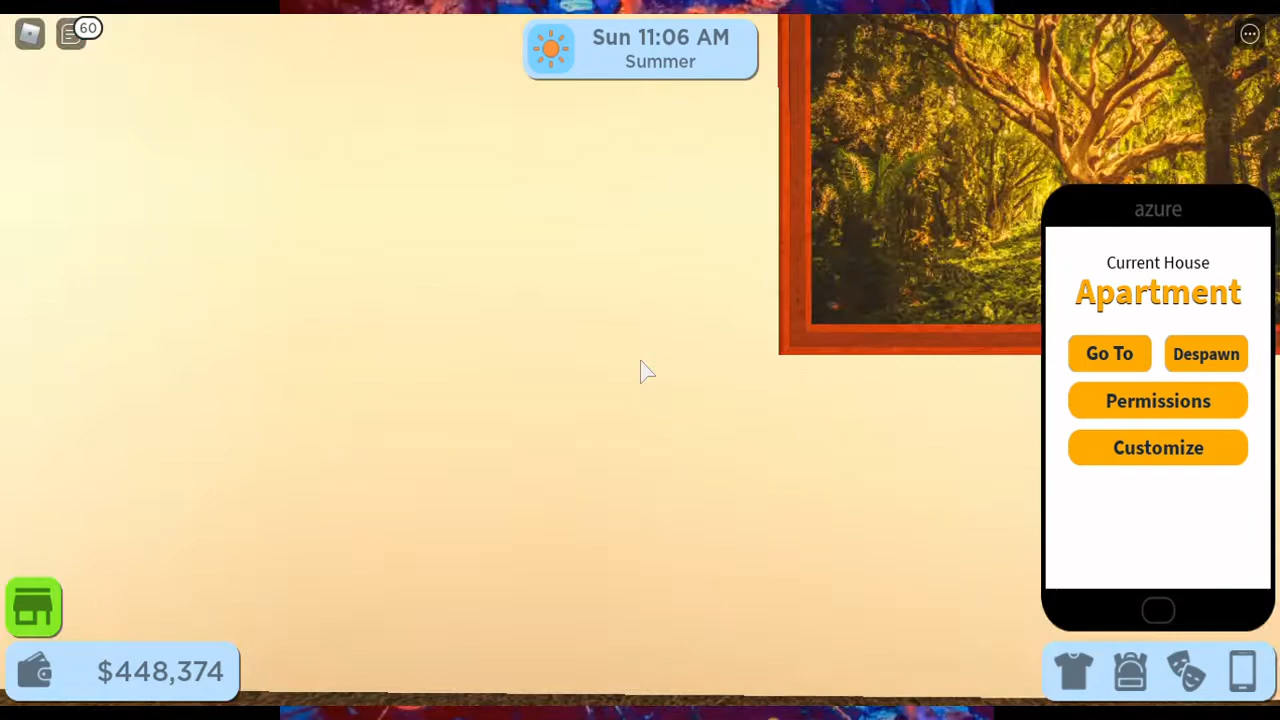 60
Sun 11:06 AM
Summer
azure
Current House
Apartment
Go To
Despawn
Permissions
Customize
$448,374